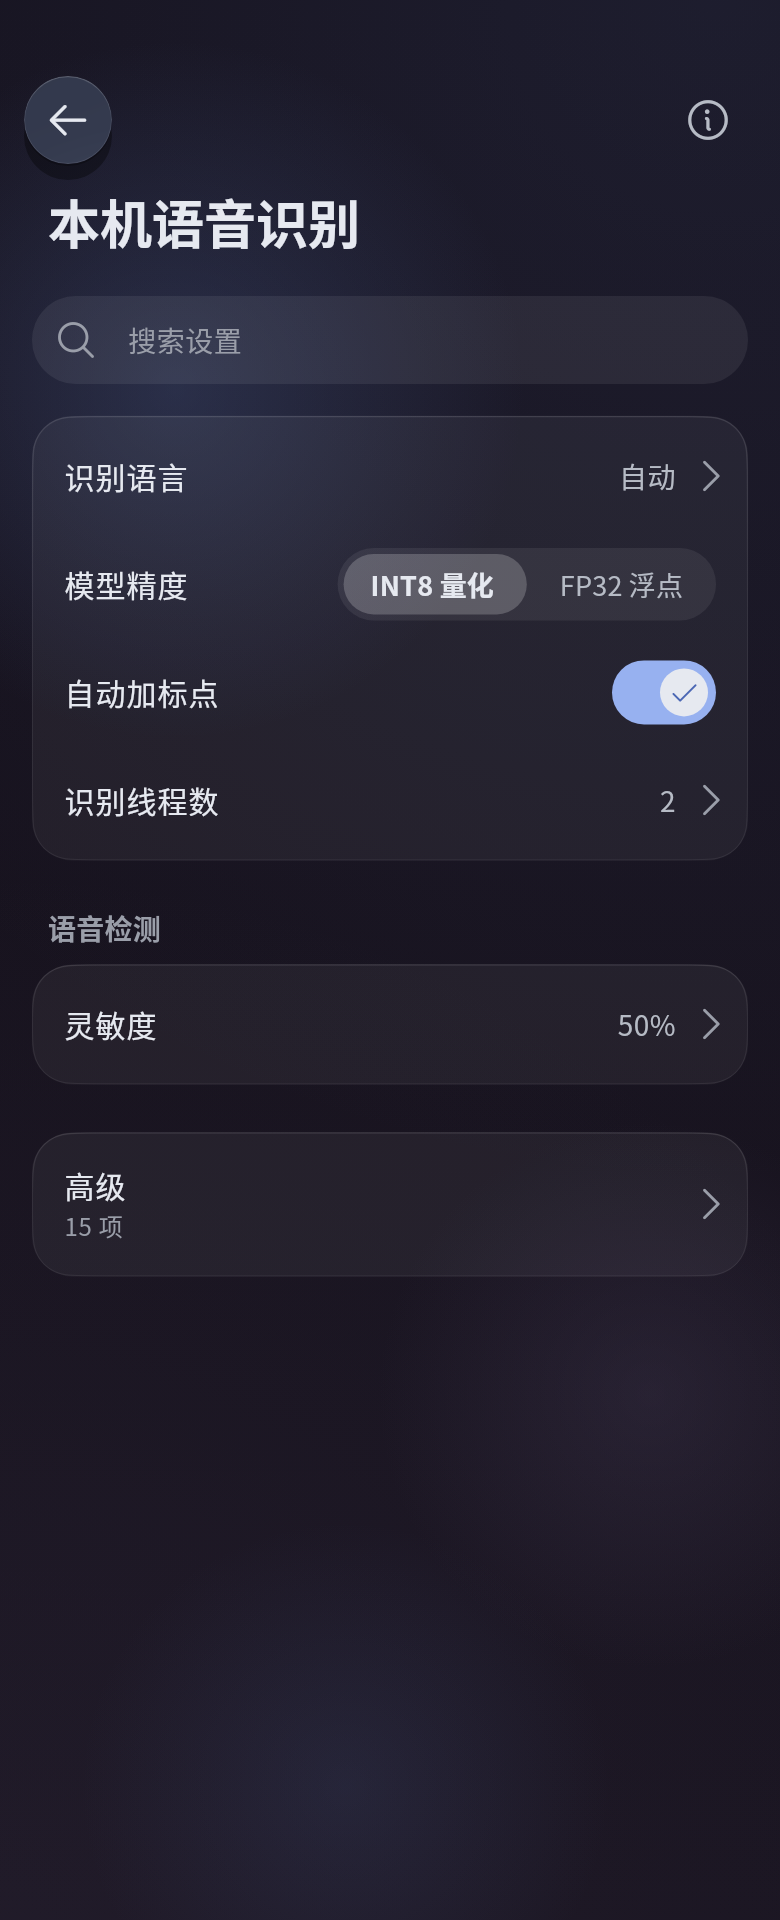 本机语音识别
搜索设置
识别语言 自动
模型精度 INT8 量化 FP32 浮点
自动加标点
识别线程数 2
语音检测
灵敏度 50%
高级
15 项